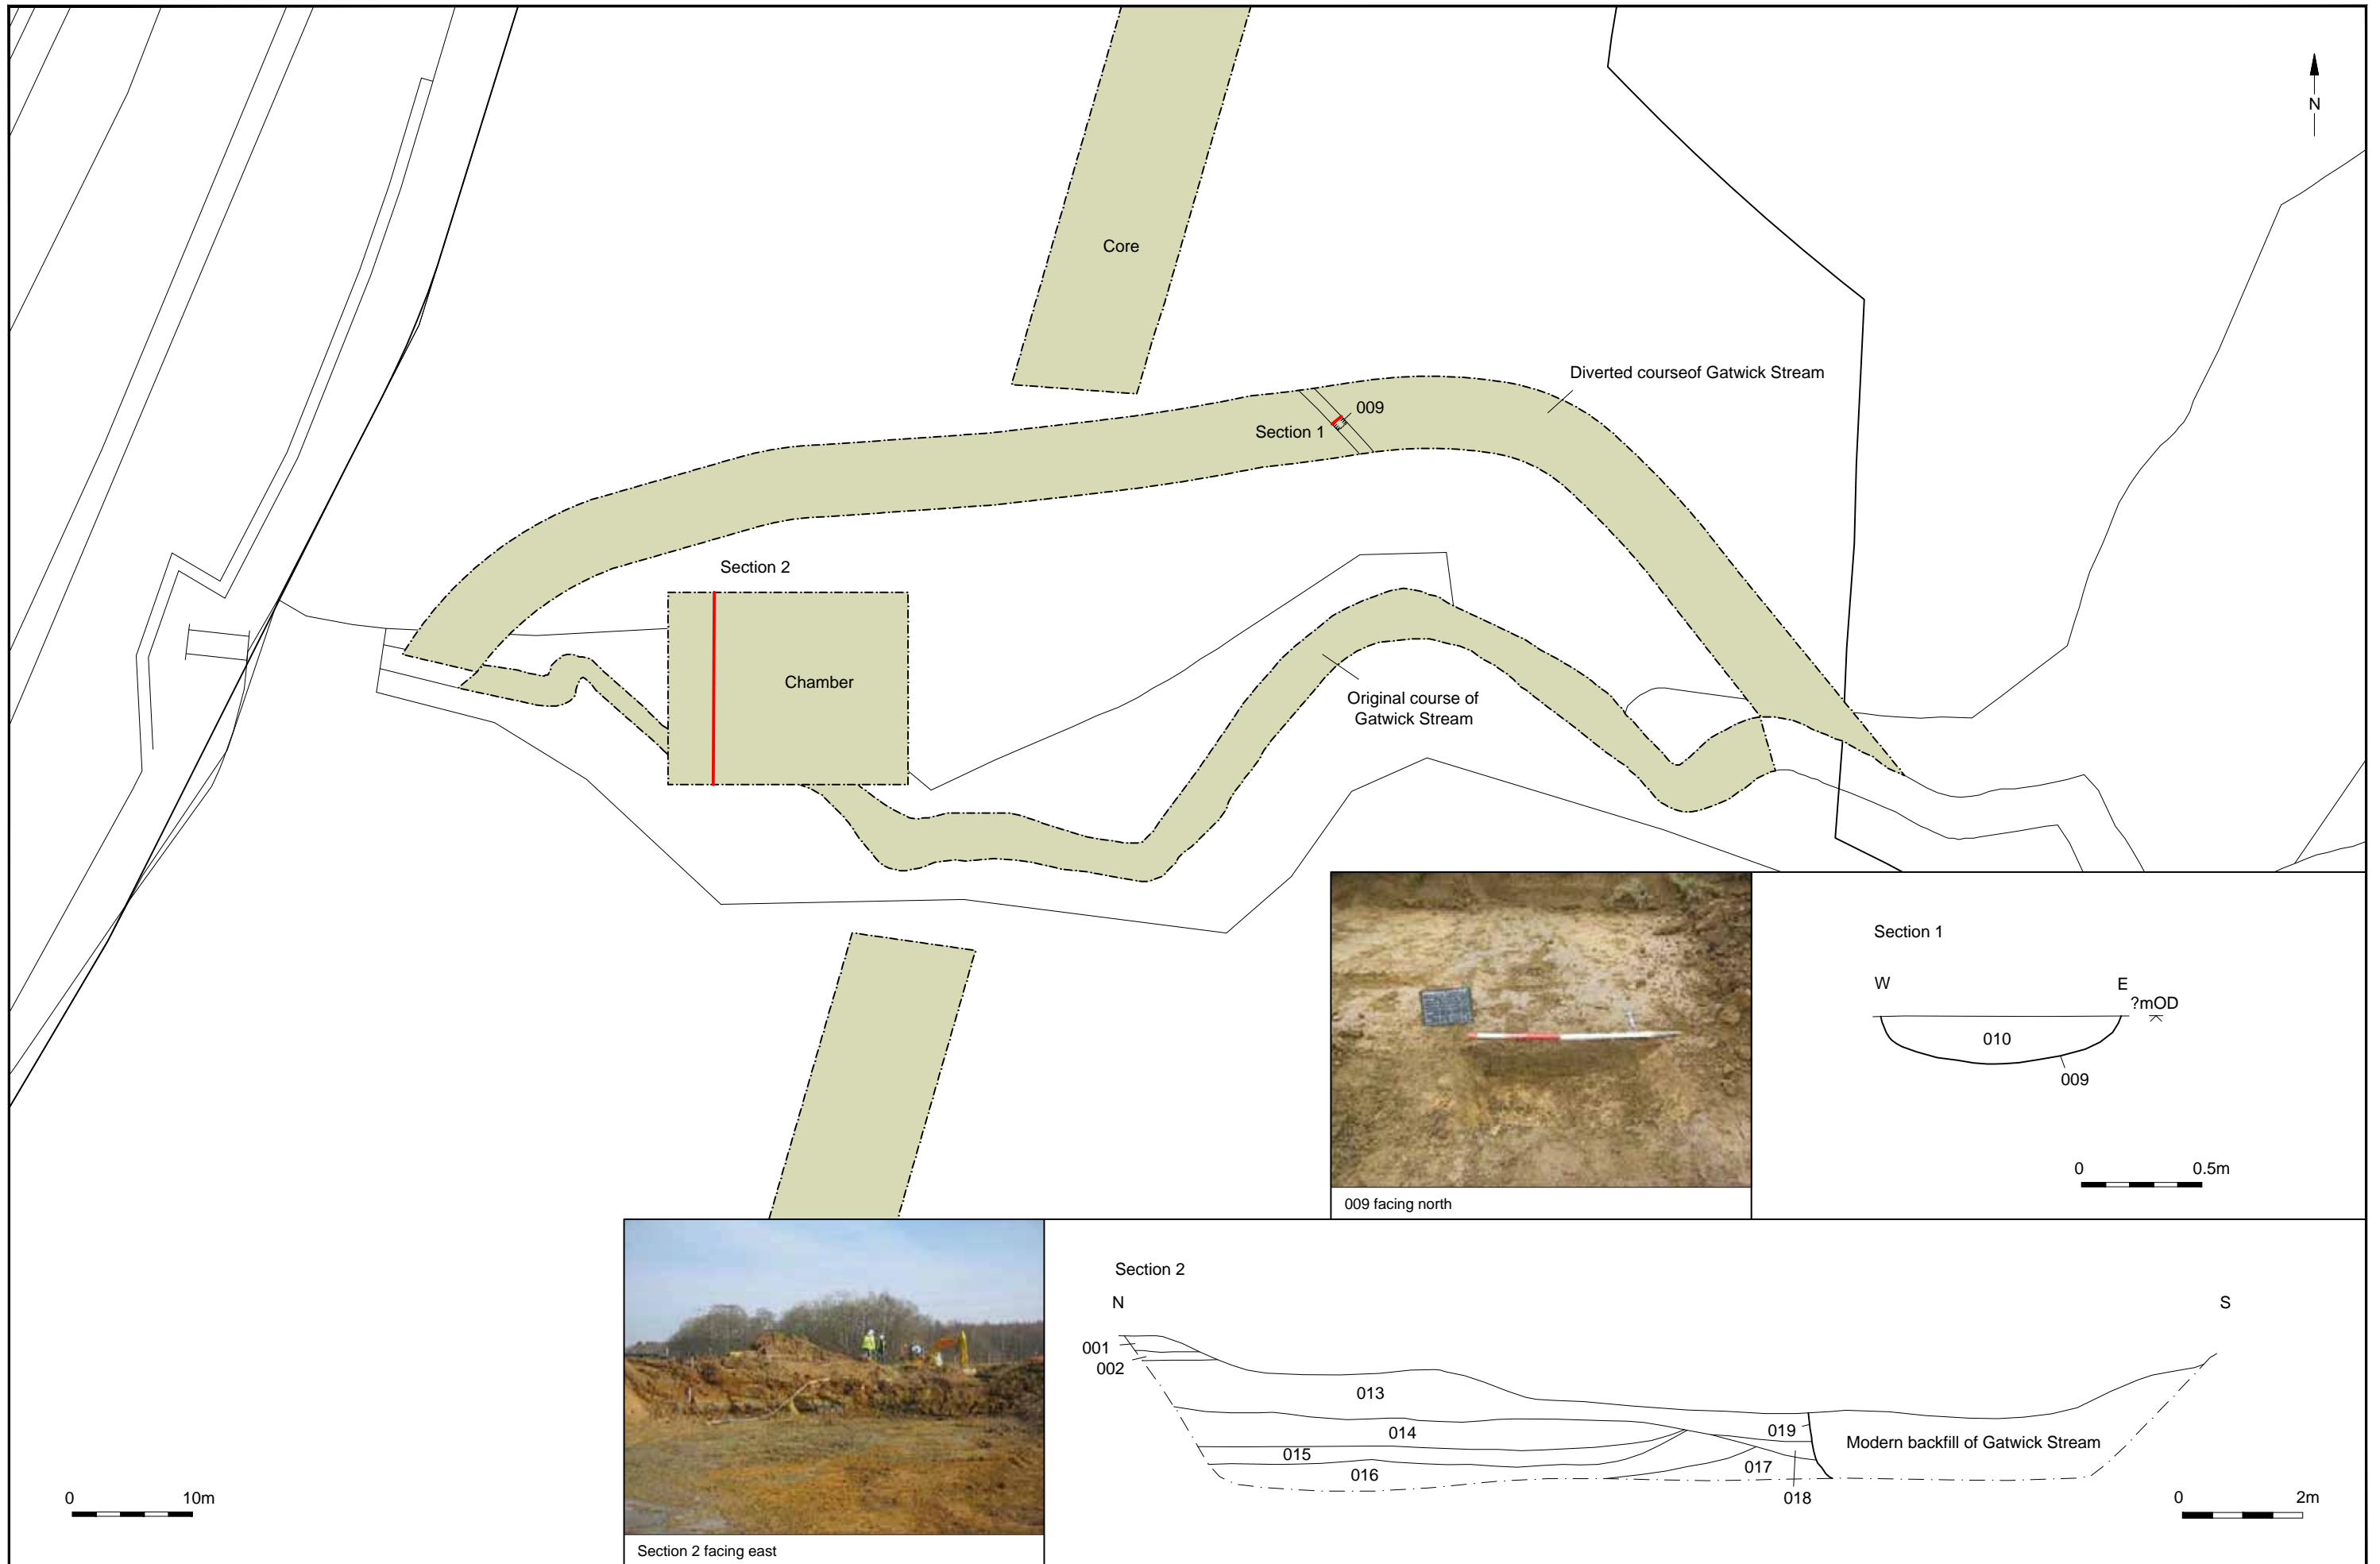 N
Core
Diverted courseof Gatwick Stream
009
Section 1
Section 2
Chamber
Original course of
Gatwick Stream
Section 1
W
E
?mOD
010
009
0
0.5m
009 facing north
Section 2
N
S
001
002
013
014
015
016
019
017
018
Modern backfill of Gatwick Stream
0
10m
0
2m
Section 2 facing east